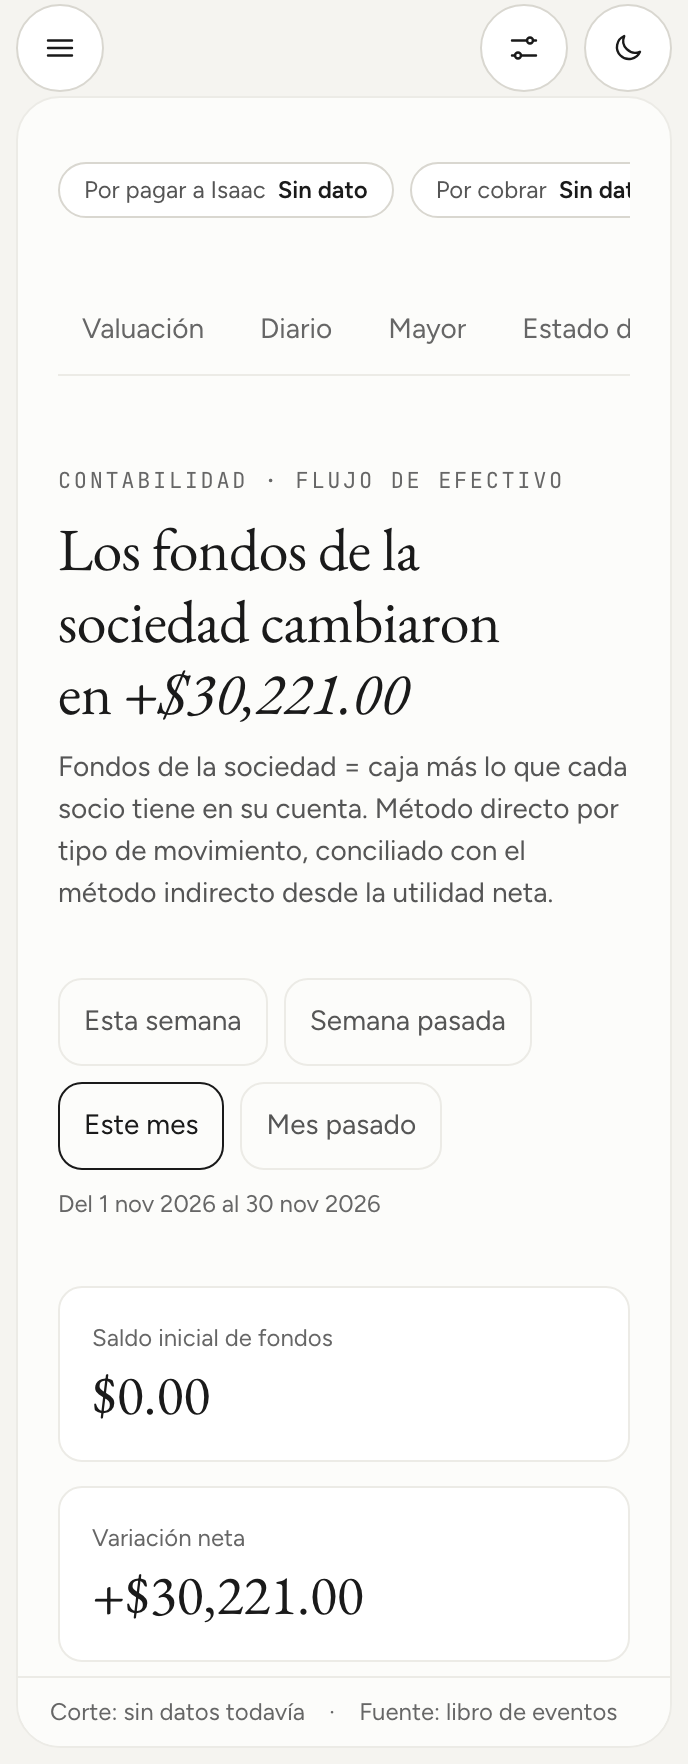 Por pagar a Isaac Sin dato Por cobrar Sin dat
Valuación Diario Mayor Estado d
CONTABILIDAD · FLUJO DE EFECTIVO
Los fondos de la
sociedad cambiaron
en +$30,221.00
Fondos de la sociedad = caja más lo que cada
socio tiene en su cuenta. Método directo por
tipo de movimiento, conciliado con el
método indirecto desde la utilidad neta.
Esta semana Semana pasada
Este mes Mes pasado
Del 1 nov 2026 al 30 nov 2026
Saldo inicial de fondos
$0.00
Variación neta
+$30,221.00
Corte: sin datos todavía · Fuente: libro de eventos